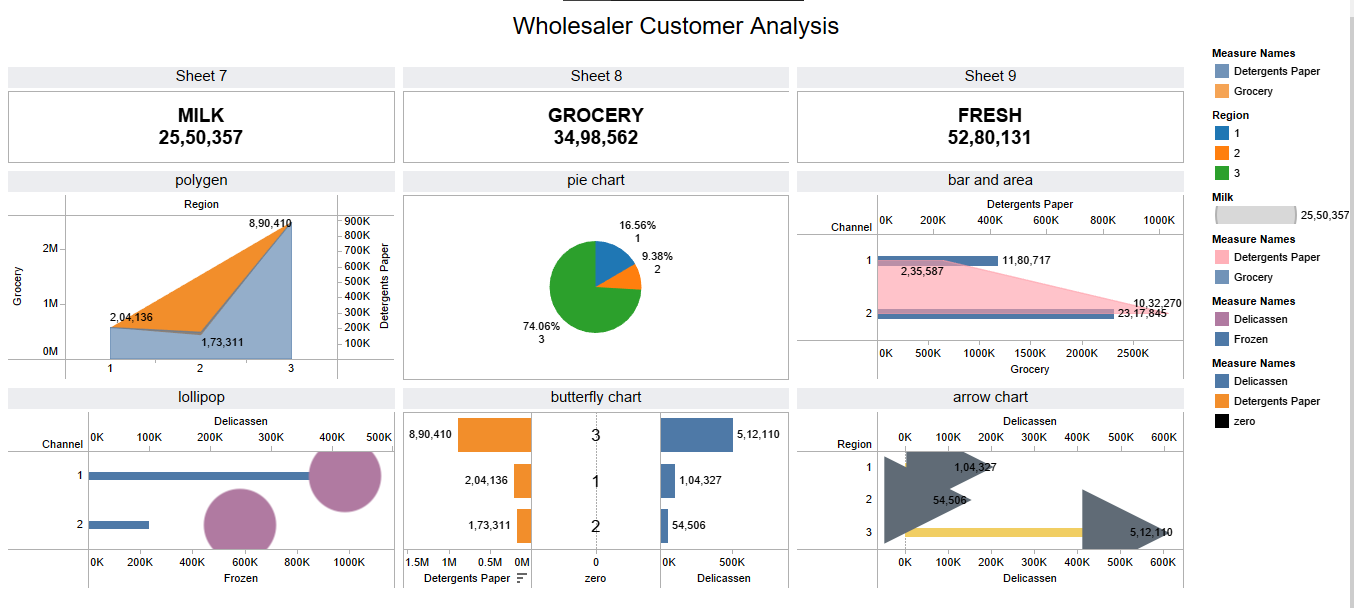 Wholesaler Customer Analysis
Sheet 7
MILK
25,50,357
Sheet 8
GROCERY
34,98,562
Sheet 9
FRESH
52,80,131
polygen
Region
8,90,410
2,04,136
1,73,311
2M
1M
0M
Grocery
900K
800K
700K
600K
500K
400K
300K
200K
100K
Detergents Paper
1 2 3
pie chart
16.56%
1
9.38%
2
74.06%
3
bar and area
Detergents Paper
Channel 0K 200K 400K 600K 800K 1000K
1 11,80,717
2,35,587
10,32,270
2 23,17,845
0K 500K 1000K 1500K 2000K 2500K
Grocery
lollipop
Delicassen
Channel 0K 100K 200K 300K 400K 500K
1
2
0K 200K 400K 600K 800K 1000K
Frozen
butterfly chart
8,90,410 3 5,12,110
2,04,136 1 1,04,327
1,73,311 2 54,506
1.5M 1M 0.5M 0M 0 0K 500K
Detergents Paper zero Delicassen
arrow chart
Delicassen
Region 0K 100K 200K 300K 400K 500K 600K
1 1,04,327
2 54,506
3 5,12,110
0K 100K 200K 300K 400K 500K 600K
Delicassen
Measure Names
Detergents Paper
Grocery
Region
1
2
3
Milk
25,50,357
Measure Names
Detergents Paper
Grocery
Measure Names
Delicassen
Frozen
Measure Names
Delicassen
Detergents Paper
zero